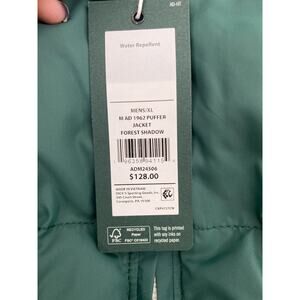 Water Repellent
MENS/XL
M AD 1962 PUFFER
JACKET
FOREST SHADOW
ADM24506
$128.00
MADE IN VIETNAM
DICK'S Sporting Goods, Inc.
345 Court Street
Coraopolis, PA 15108
FSC
RECYCLED
Paper
This tag is printed
with soy inks on
recycled paper.